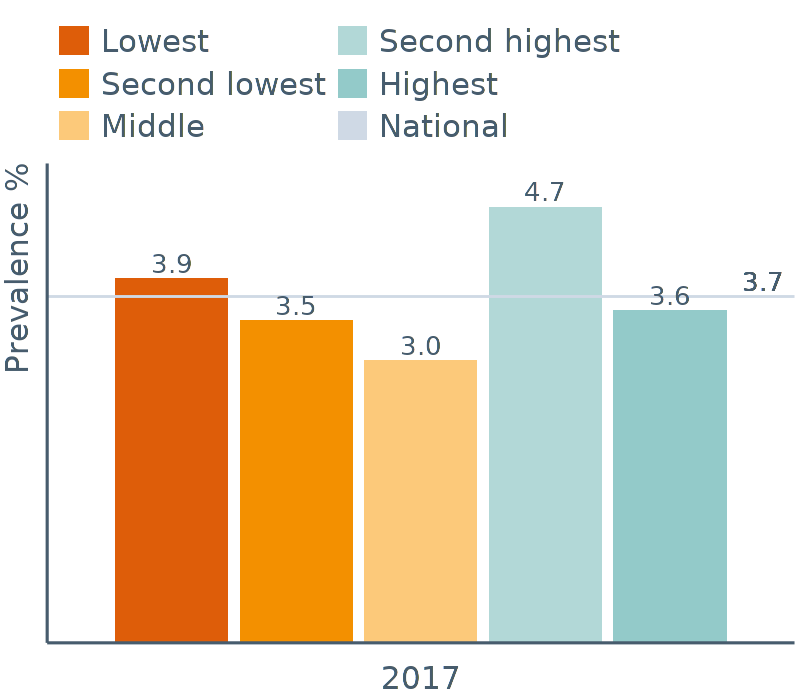 Lowest
Second lowest
Middle
Second highest
Highest
National
Prevalence %
3.9
3.5
3.0
4.7
3.6
3.7
2017